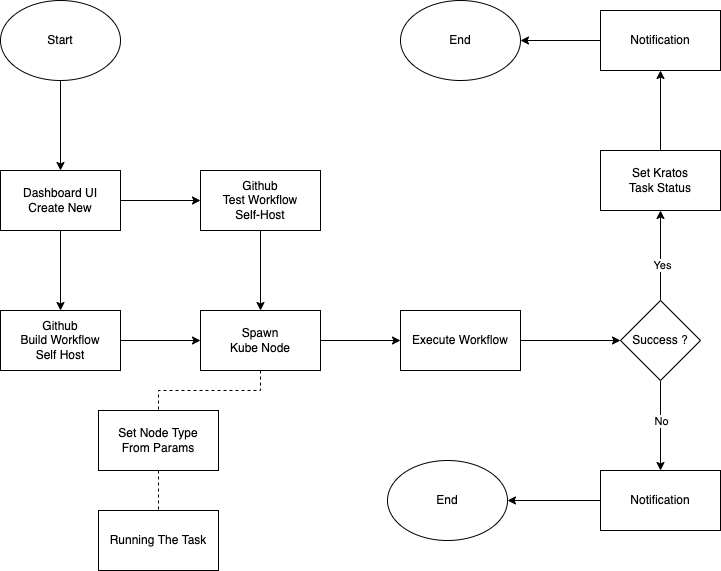 Start
End
Notification
Dashboard UI
Create New
Github
Test Workflow
Self-Host
Set Kratos
Task Status
Yes
Github
Build Workflow
Self Host
Spawn
Kube Node
Execute Workflow
Success ?
No
Set Node Type
From Params
End
Notification
Running The Task